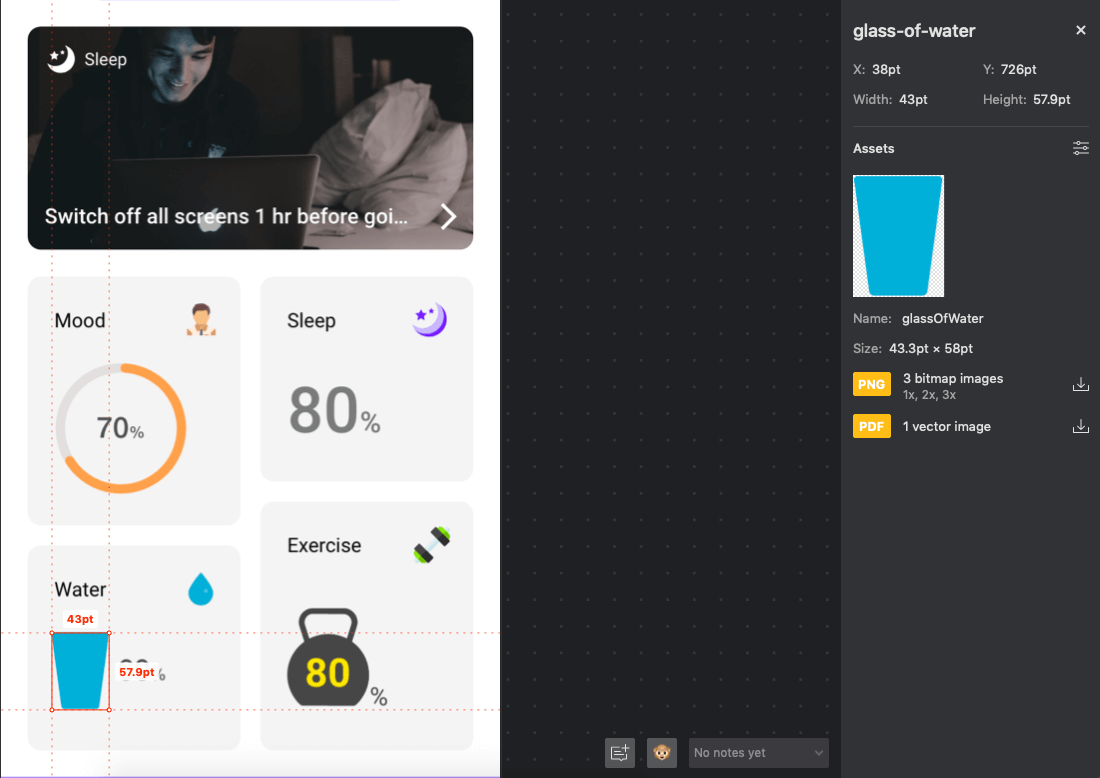 Sleep
Switch off all screens 1 hr before goi...
Mood
70%
Sleep
80%
Exercise
80
%
Water
43pt
57.9pt
%
glass-of-water
X: 38pt
Y: 726pt
Width: 43pt
Height: 57.9pt
Assets
Name: glassOfWater
Size: 43.3pt × 58pt
PNG
3 bitmap images
1x, 2x, 3x
PDF
1 vector image
No notes yet